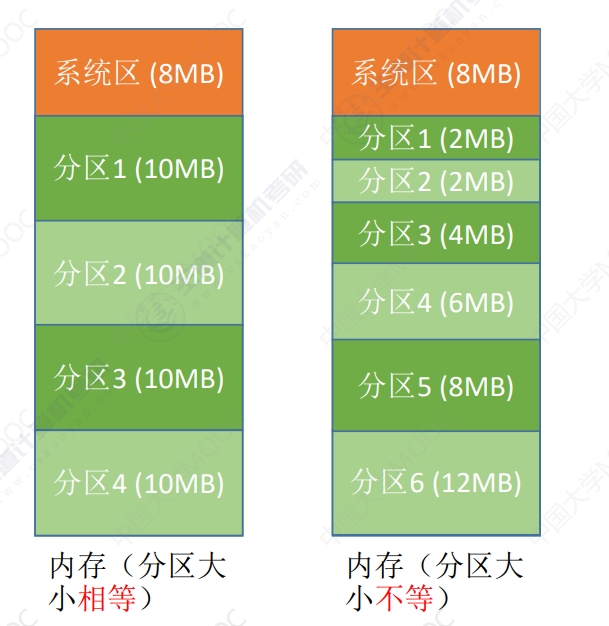 系统区 (8MB)
分区1 (10MB)
分区2 (10MB)
分区3 (10MB)
分区4 (10MB)
内存（分区大
小相等）
系统区 (8MB)
分区1 (2MB)
分区2 (2MB)
分区3 (4MB)
分区4 (6MB)
分区5 (8MB)
分区6 (12MB)
内存（分区大
小不等）